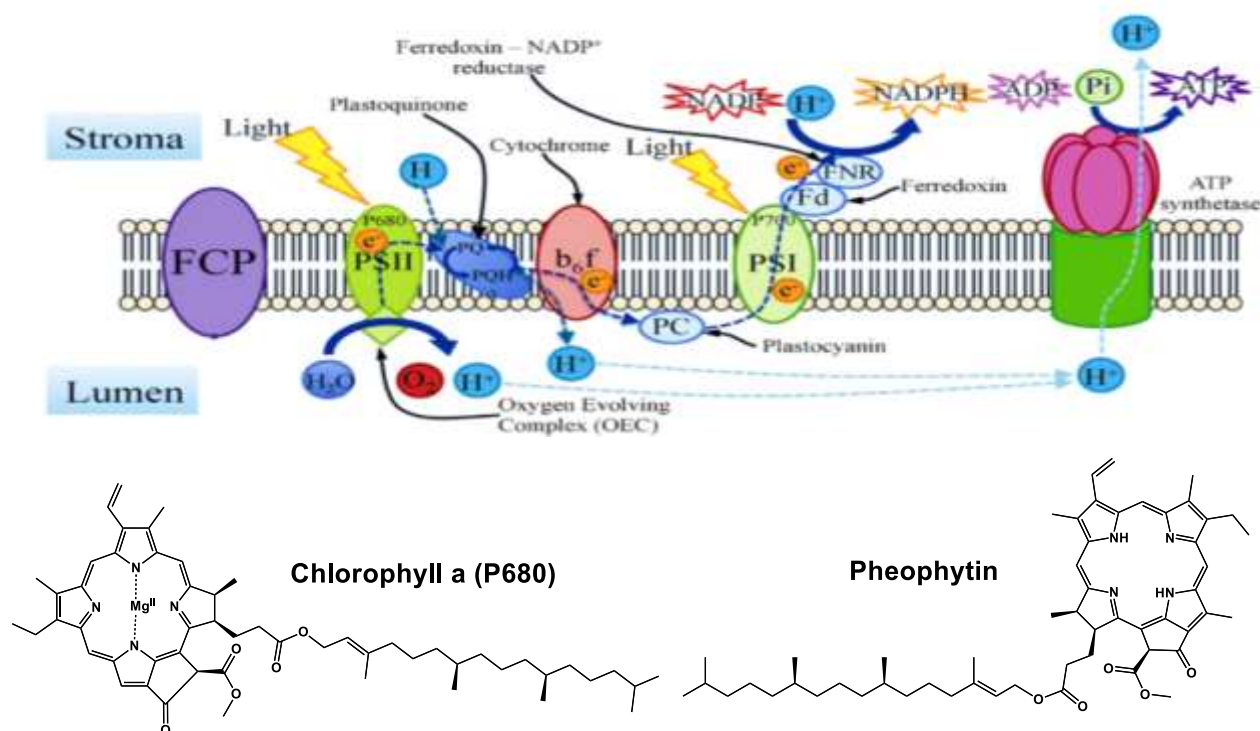 Ferredoxin – NADP⁺
reductase
Plastoquinone
Stroma
Light
Cytochrome
Light
H
NADP
H⁺
NADPH
ADP
Pi
ATP
H⁺
e⁻
FNR
Fd
Ferredoxin
ATP
synthetase
P680
P700
FCP
e⁻
PSII
PQ
PQH
b₆f
e⁻
PSI
e⁻
PC
Plastocyanin
H₂O
O₂
H⁺
H⁺
H⁺
Lumen
Oxygen Evolving
Complex (OEC)
Chlorophyll a (P680)
Pheophytin
N
N
Mgᴵᴵ
N
N
O
O
O
O
O
O
NH
N
N
HN
O
O
O
O
O